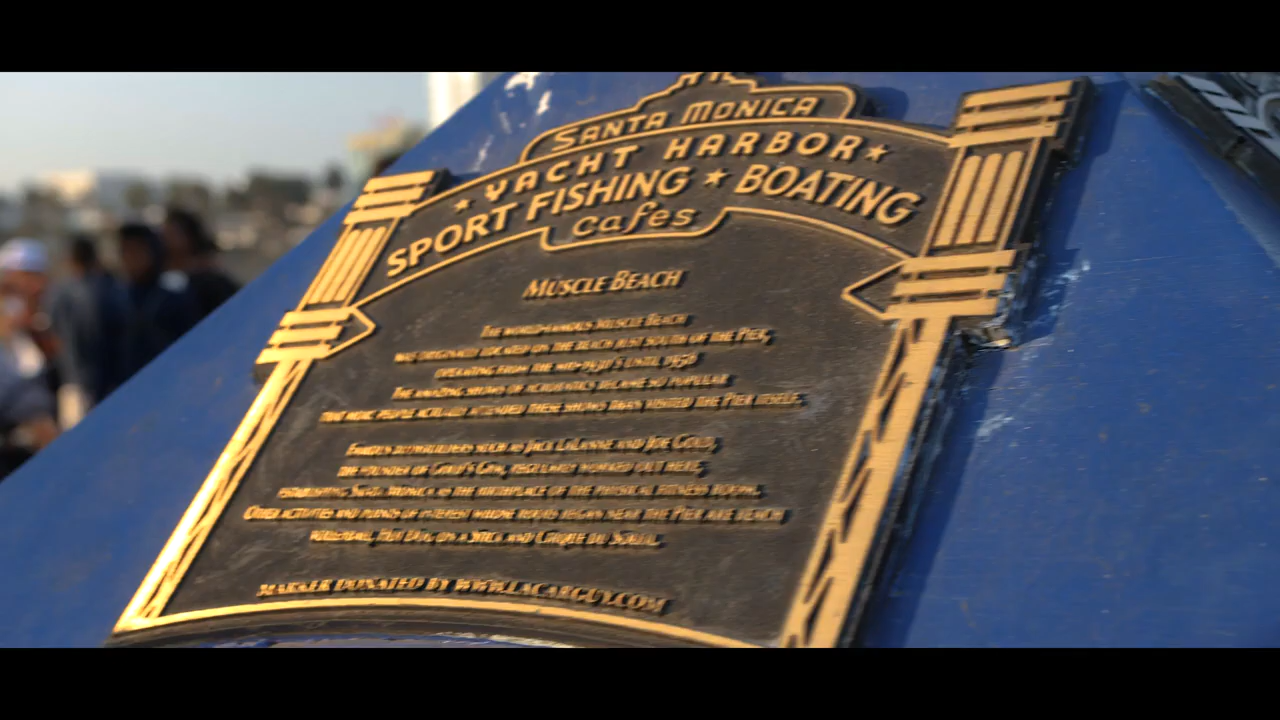 SANTA MONICA
★ YACHT HARBOR ★
SPORT FISHING ★ BOATING
cafes
MUSCLE BEACH
THE WORLD-FAMOUS MUSCLE BEACH
WAS ORIGINALLY LOCATED ON THE BEACH JUST SOUTH OF THE PIER,
OPERATING FROM THE MID-1930'S UNTIL 1958
THE AMAZING SHOWS OF ACROBATICS BECAME SO POPULAR
THAT MORE PEOPLE ACTUALLY ATTENDED THESE SHOWS THAN VISITED THE PIER ITSELF.
FAMOUS BODYBUILDERS SUCH AS JACK LALANNE AND JOE GOLD,
THE FOUNDER OF GOLD'S GYM, REGULARLY WORKED OUT HERE,
ESTABLISHING SANTA MONICA AS THE BIRTHPLACE OF THE PHYSICAL FITNESS BOOM.
OTHER ACTIVITIES AND POINTS OF INTEREST WHOSE ROOTS BEGAN NEAR THE PIER ARE BEACH
VOLLEYBALL, HOT DOG ON A STICK AND CIRQUE DU SOLEIL.
MARKER DONATED BY WWW.LACARGUY.COM